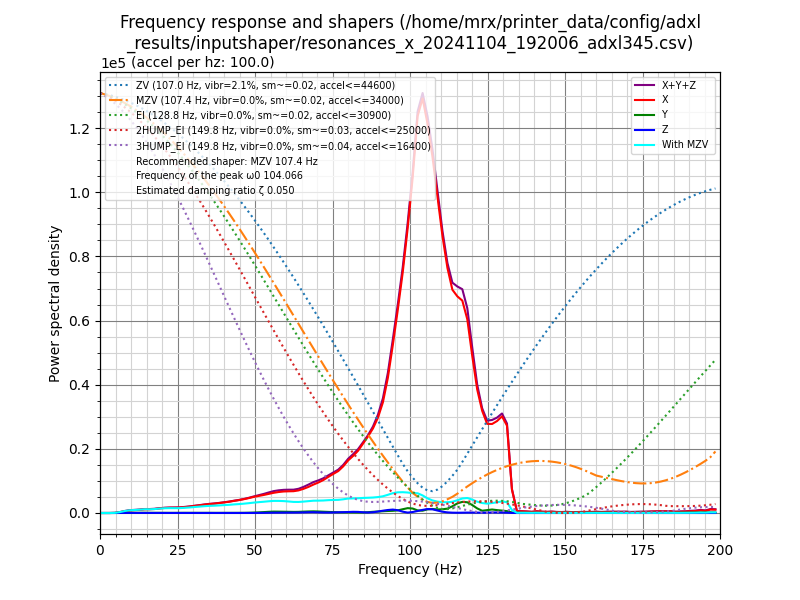 Frequency response and shapers (/home/mrx/printer_data/config/adxl
_results/inputshaper/resonances_x_20241104_192006_adxl345.csv)
1e5 (accel per hz: 100.0)
ZV (107.0 Hz, vibr=2.1%, sm~=0.02, accel<=44600)
MZV (107.4 Hz, vibr=0.0%, sm~=0.02, accel<=34000)
EI (128.8 Hz, vibr=0.0%, sm~=0.02, accel<=30900)
2HUMP_EI (149.8 Hz, vibr=0.0%, sm~=0.03, accel<=25000)
3HUMP_EI (149.8 Hz, vibr=0.0%, sm~=0.04, accel<=16400)
Recommended shaper: MZV 107.4 Hz
Frequency of the peak ω0 104.066
Estimated damping ratio ζ 0.050
X+Y+Z
X
Y
Z
With MZV
Power spectral density
1.2
1.0
0.8
0.6
0.4
0.2
0.0
0 25 50 75 100 125 150 175 200
Frequency (Hz)